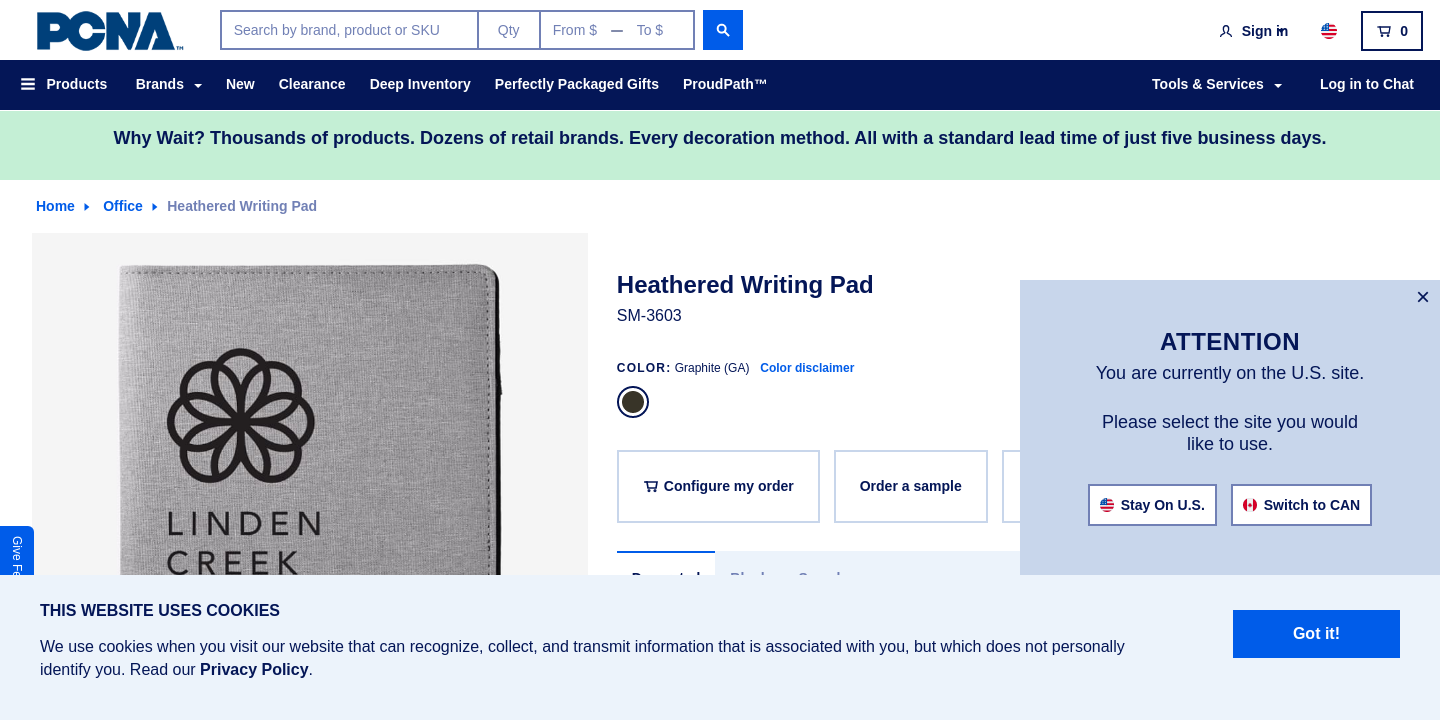 PCNA™
Search by brand, product or SKU
Qty
From $ — To $
Sign in
0
Products
Brands
New
Clearance
Deep Inventory
Perfectly Packaged Gifts
ProudPath™
Tools & Services
Log in to Chat
Why Wait? Thousands of products. Dozens of retail brands. Every decoration method. All with a standard lead time of just five business days.
Home
Office
Heathered Writing Pad
LINDEN
CREEK
Heathered Writing Pad
SM-3603
COLOR: Graphite (GA) Color disclaimer
Configure my order
Order a sample
×
ATTENTION
You are currently on the U.S. site.
Please select the site you would
like to use.
Stay On U.S.
Switch to CAN
Give
THIS WEBSITE USES COOKIES
We use cookies when you visit our website that can recognize, collect, and transmit information that is associated with you, but which does not personally
identify you. Read our Privacy Policy.
Got it!